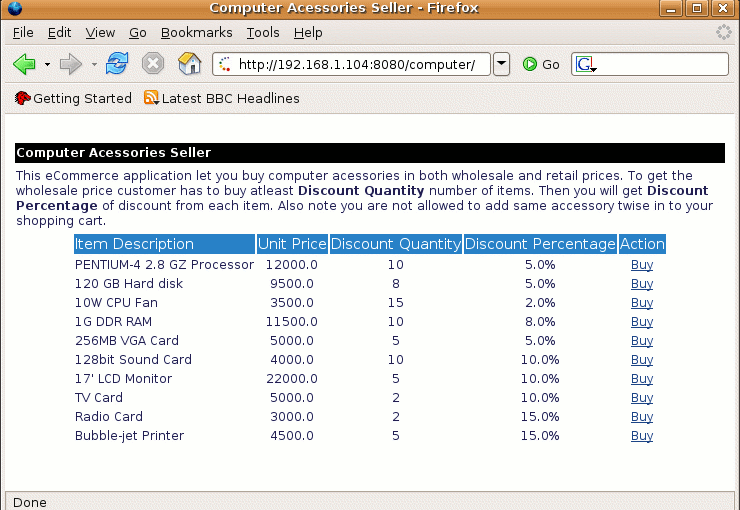 Computer Acessories Seller - Firefox
File Edit View Go Bookmarks Tools Help
http://192.168.1.104:8080/computer/ Go G
Getting Started Latest BBC Headlines
Computer Acessories Seller
This eCommerce application let you buy computer acessories in both wholesale and retail prices. To get the
wholesale price customer has to buy atleast Discount Quantity number of items. Then you will get Discount
Percentage of discount from each item. Also note you are not allowed to add same accessory twise in to your
shopping cart.
Item Description Unit Price Discount Quantity Discount Percentage Action
PENTIUM-4 2.8 GZ Processor 12000.0 10 5.0% Buy
120 GB Hard disk 9500.0 8 5.0% Buy
10W CPU Fan 3500.0 15 2.0% Buy
1G DDR RAM 11500.0 10 8.0% Buy
256MB VGA Card 5000.0 5 5.0% Buy
128bit Sound Card 4000.0 10 10.0% Buy
17' LCD Monitor 22000.0 5 10.0% Buy
TV Card 5000.0 2 10.0% Buy
Radio Card 3000.0 2 15.0% Buy
Bubble-jet Printer 4500.0 5 15.0% Buy
Done